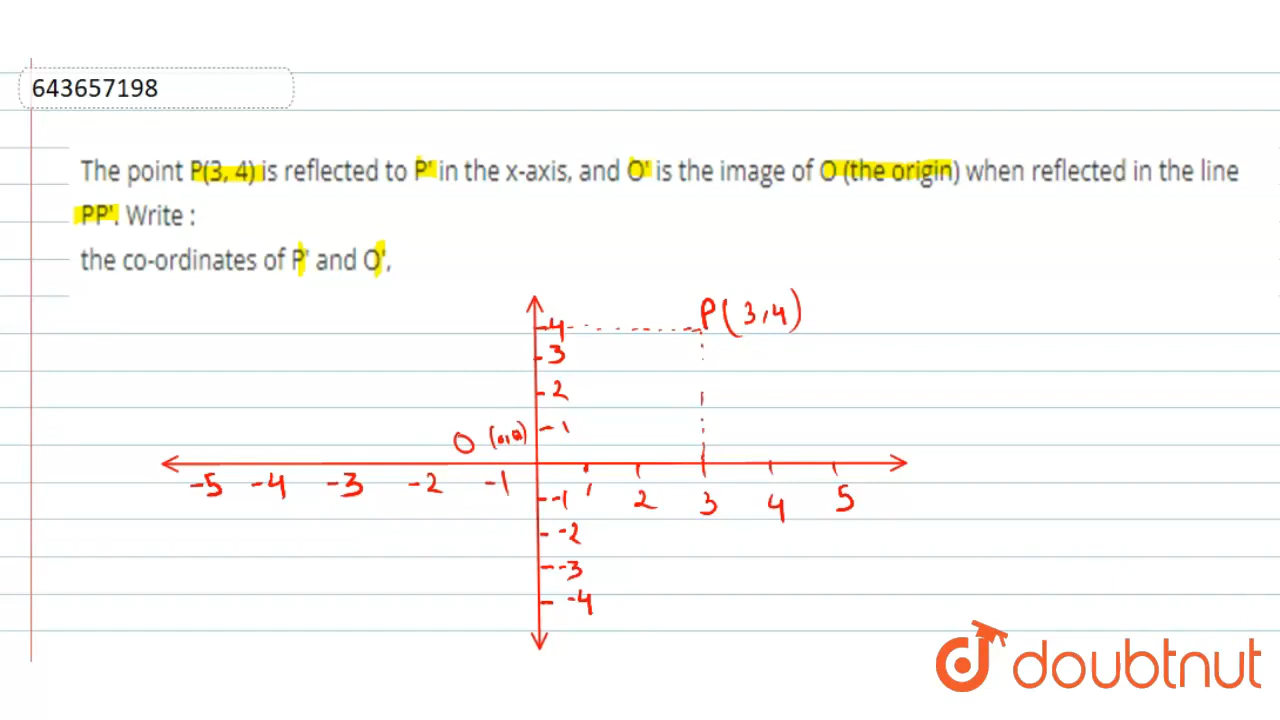 643657198
The point P(3, 4) is reflected to P' in the x-axis, and O' is the image of O (the origin) when reflected in the line
PP'. Write :
the co-ordinates of P' and O',
P(3,4)
4
3
2
1
O (0,0)
-5 -4 -3 -2 -1 1 2 3 4 5
-1
-2
-3
-4
doubtnut